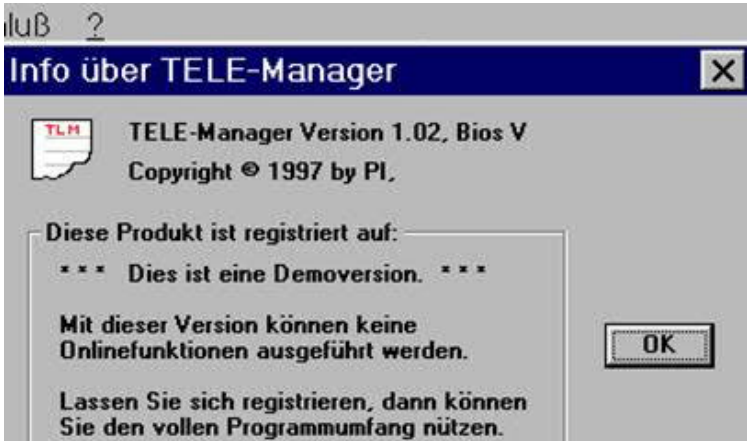 luß ?
Info über TELE-Manager
TLM
TELE-Manager Version 1.02, Bios V
Copyright © 1997 by PI,
Diese Produkt ist registriert auf:
* * * Dies ist eine Demoversion. * * *
Mit dieser Version können keine
Onlinefunktionen ausgeführt werden.
OK
Lassen Sie sich registrieren, dann können
Sie den vollen Programmumfang nützen.